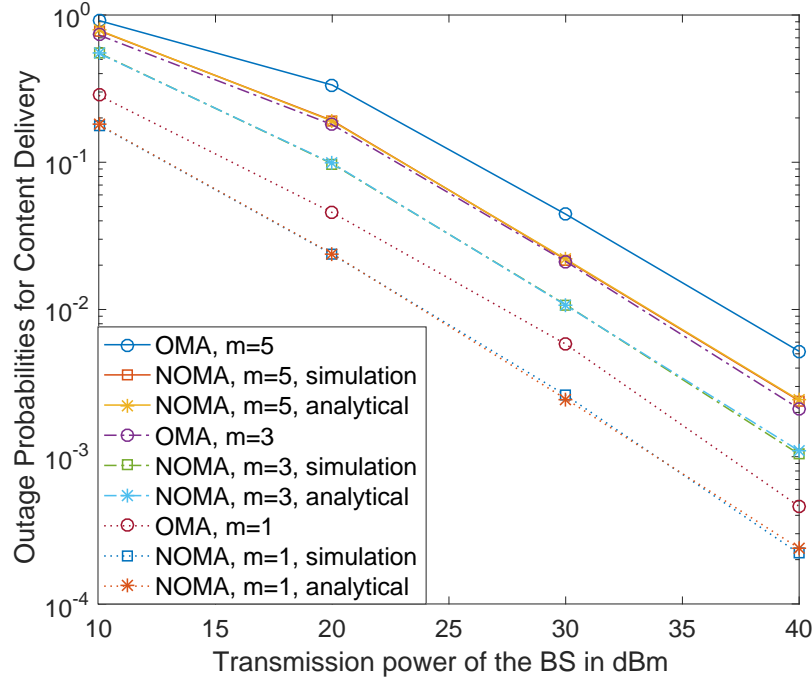 Outage Probabilities for Content Delivery
10^0
10^-1
10^-2
10^-3
10^-4
OMA, m=5
NOMA, m=5, simulation
NOMA, m=5, analytical
OMA, m=3
NOMA, m=3, simulation
NOMA, m=3, analytical
OMA, m=1
NOMA, m=1, simulation
NOMA, m=1, analytical
10 15 20 25 30 35 40
Transmission power of the BS in dBm